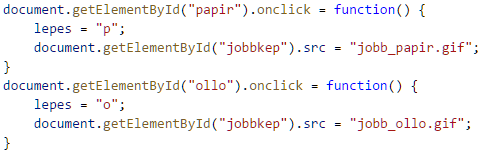 document.getElementById("papir").onclick = function() {
    lepes = "p";
    document.getElementById("jobbkep").src = "jobb_papir.gif";
}
document.getElementById("ollo").onclick = function() {
    lepes = "o";
    document.getElementById("jobbkep").src = "jobb_ollo.gif";
}